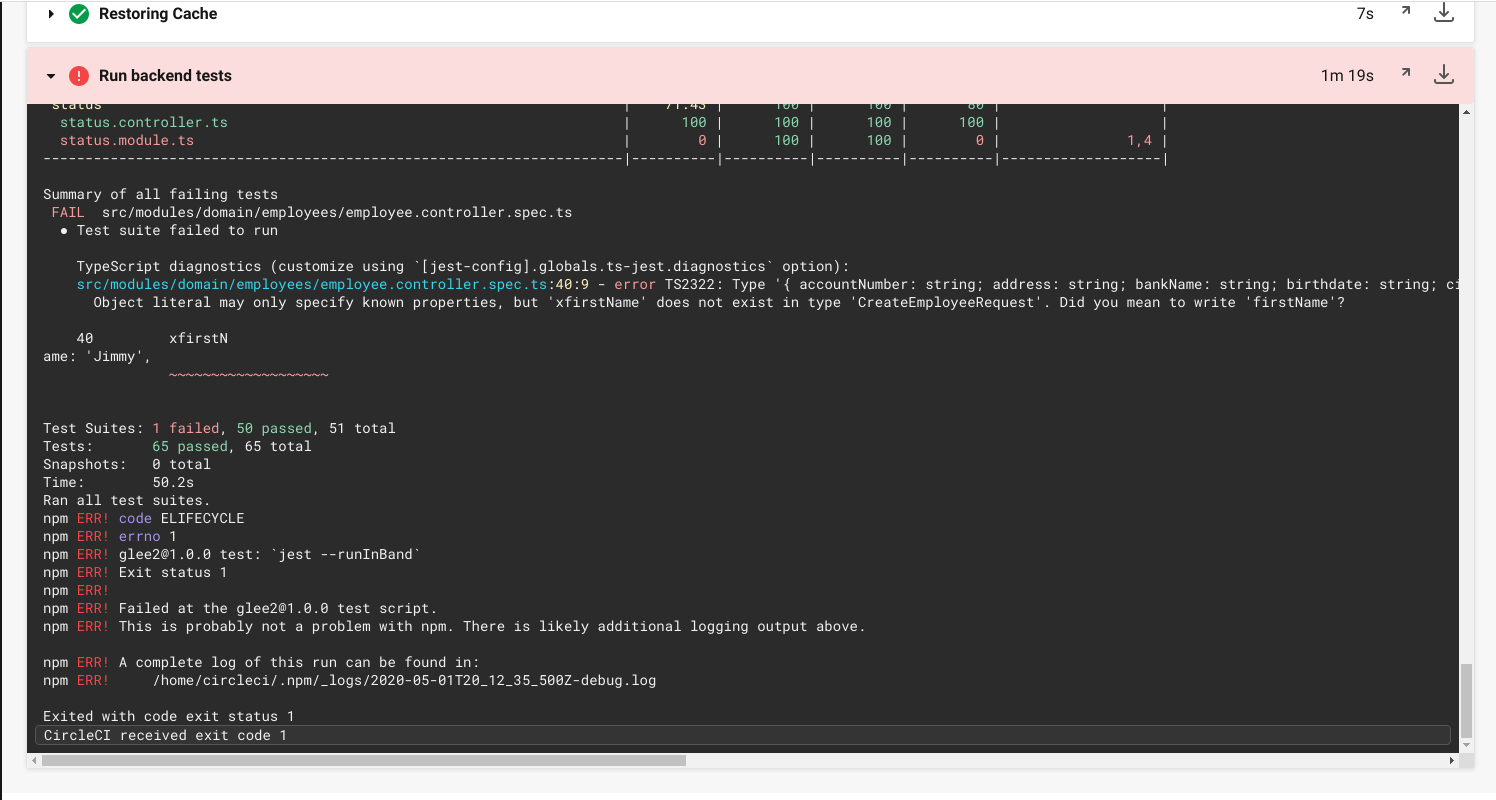 Restoring Cache 7s
Run backend tests 1m 19s
status | 71.43 | 100 | 100 | 80 | |
status.controller.ts | 100 | 100 | 100 | 100 | |
status.module.ts | 0 | 100 | 100 | 0 | 1,4 |
---------------------------------------------------------------------|----------|----------|----------|----------|-------------------|
Summary of all failing tests
FAIL src/modules/domain/employees/employee.controller.spec.ts
● Test suite failed to run
TypeScript diagnostics (customize using `[jest-config].globals.ts-jest.diagnostics` option):
src/modules/domain/employees/employee.controller.spec.ts:40:9 - error TS2322: Type '{ accountNumber: string; address: string; bankName: string; birthdate: string; ci
Object literal may only specify known properties, but 'xfirstName' does not exist in type 'CreateEmployeeRequest'. Did you mean to write 'firstName'?
40 xfirstN
ame: 'Jimmy',
~~~~~~~~~~~~~~~~~~~
Test Suites: 1 failed, 50 passed, 51 total
Tests: 65 passed, 65 total
Snapshots: 0 total
Time: 50.2s
Ran all test suites.
npm ERR! code ELIFECYCLE
npm ERR! errno 1
npm ERR! glee2@1.0.0 test: `jest --runInBand`
npm ERR! Exit status 1
npm ERR!
npm ERR! Failed at the glee2@1.0.0 test script.
npm ERR! This is probably not a problem with npm. There is likely additional logging output above.
npm ERR! A complete log of this run can be found in:
npm ERR! /home/circleci/.npm/_logs/2020-05-01T20_12_35_500Z-debug.log
Exited with code exit status 1
CircleCI received exit code 1